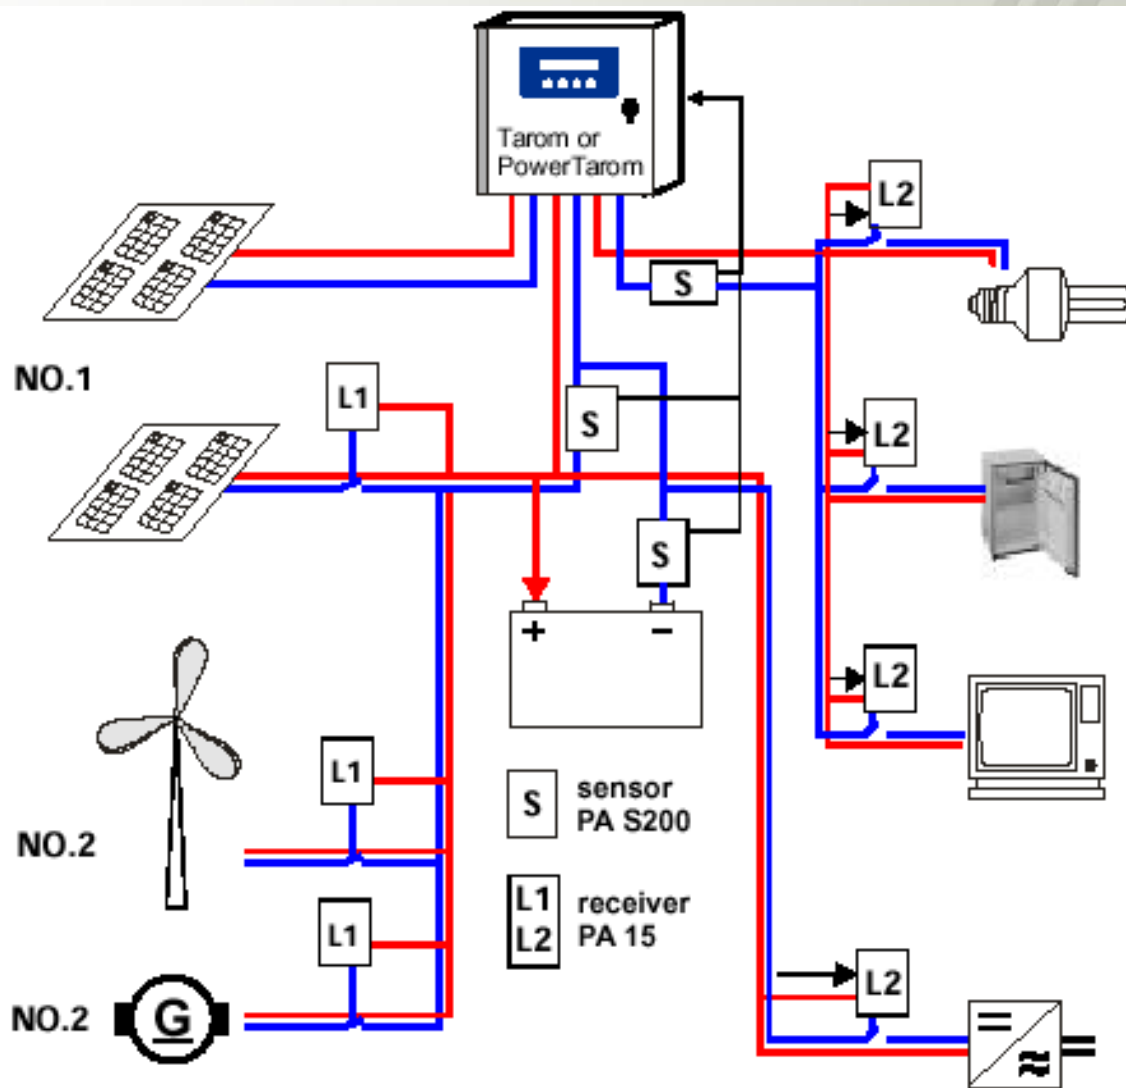 Tarom or
PowerTarom
L2
S
NO.1
L1
S
L2
S
+
−
L2
L1
S
sensor
PA S200
NO.2
L1
L2
receiver
PA 15
L1
L2
NO.2
G